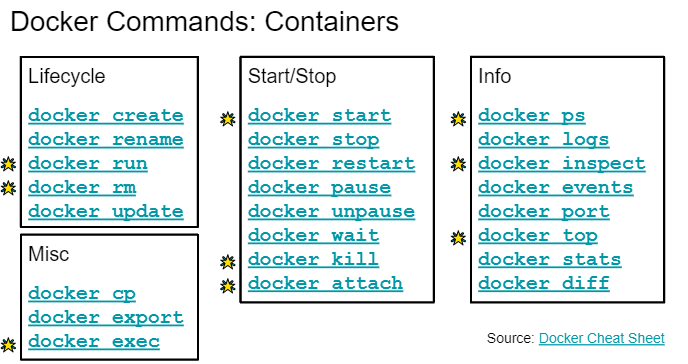 Docker Commands: Containers
Lifecycle
docker create
docker rename
docker run
docker rm
docker update
Misc
docker cp
docker export
docker exec
Start/Stop
docker start
docker stop
docker restart
docker pause
docker unpause
docker wait
docker kill
docker attach
Info
docker ps
docker logs
docker inspect
docker events
docker port
docker top
docker stats
docker diff
Source: Docker Cheat Sheet